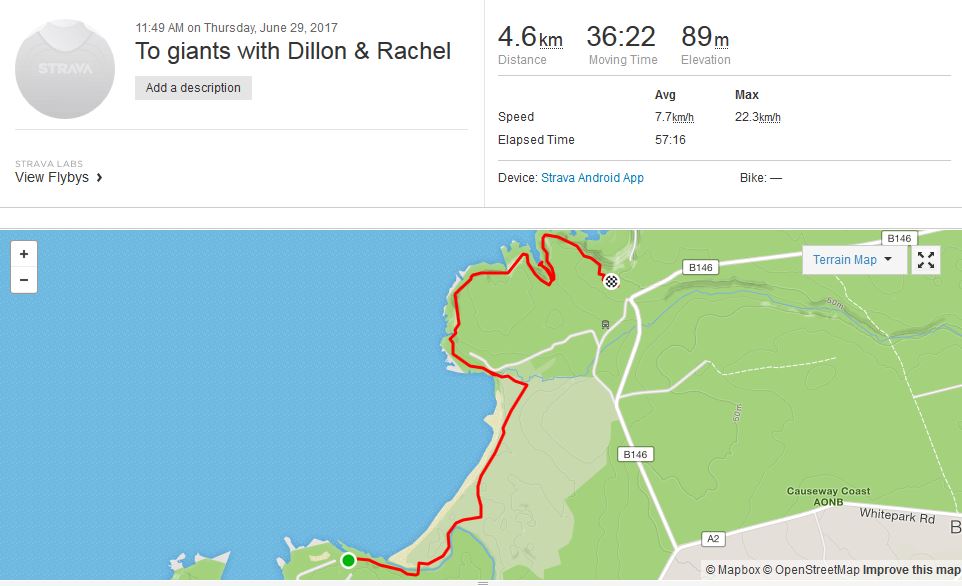 STRAVA
11:49 AM on Thursday, June 29, 2017
To giants with Dillon & Rachel
Add a description
STRAVA LABS
View Flybys
4.6km 36:22 89m
Distance Moving Time Elevation
Avg Max
Speed 7.7km/h 22.3km/h
Elapsed Time 57:16
Device: Strava Android App Bike: —
+
−
B146
Terrain Map
B146
50m
50m
B146
Causeway Coast
AONB
Whitepark Rd
B
A2
© Mapbox © OpenStreetMap Improve this map